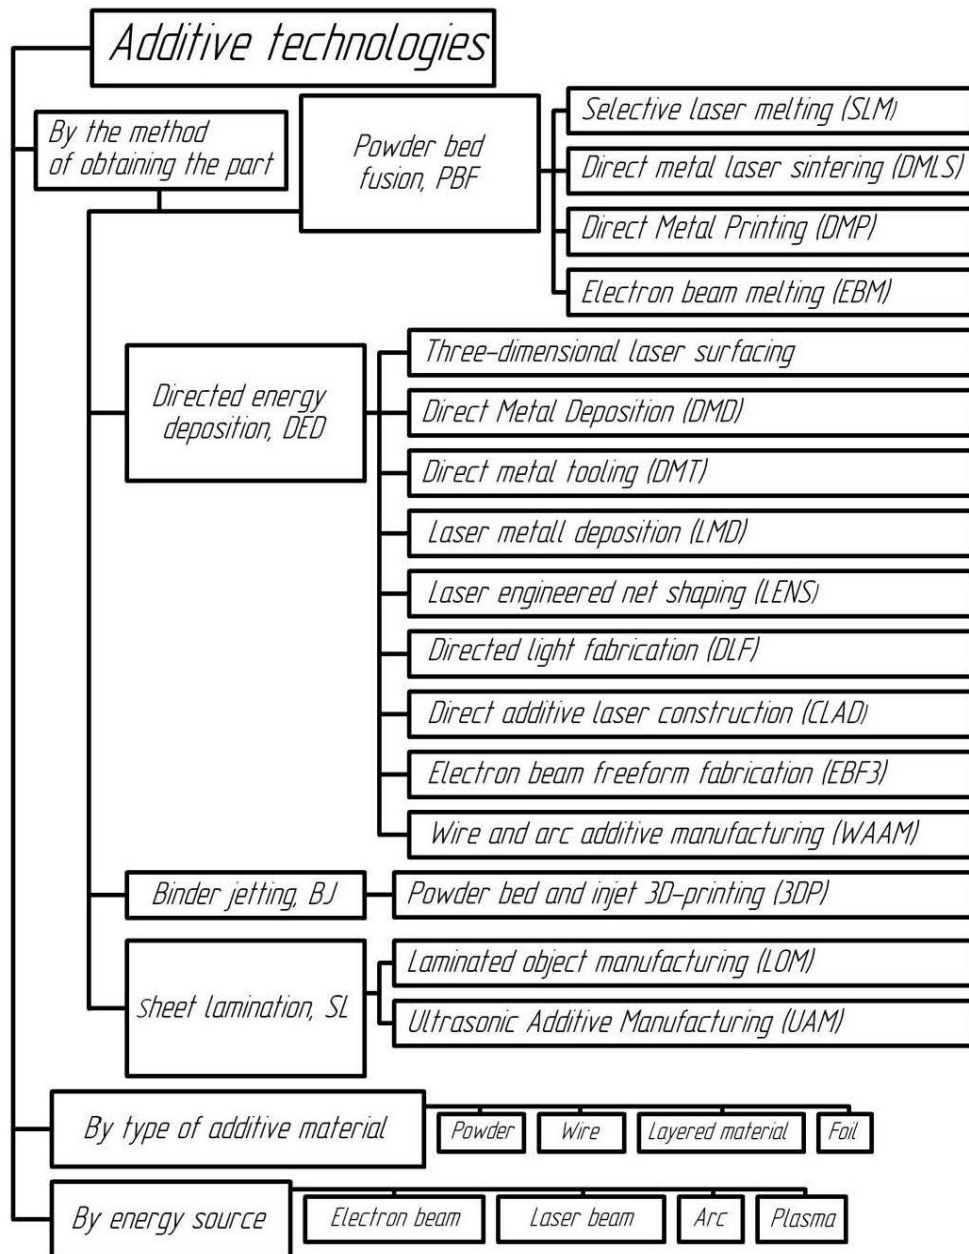 Additive technologies
By the method
of obtaining the part
Powder bed
fusion, PBF
Selective laser melting (SLM)
Direct metal laser sintering (DMLS)
Direct Metal Printing (DMP)
Electron beam melting (EBM)
Directed energy
deposition, DED
Three-dimensional laser surfacing
Direct Metal Deposition (DMD)
Direct metal tooling (DMT)
Laser metall deposition (LMD)
Laser engineered net shaping (LENS)
Directed light fabrication (DLF)
Direct additive laser construction (CLAD)
Electron beam freeform fabrication (EBF3)
Wire and arc additive manufacturing (WAAM)
Binder jetting, BJ
Powder bed and injet 3D-printing (3DP)
sheet lamination, SL
Laminated object manufacturing (LOM)
Ultrasonic Additive Manufacturing (UAM)
By type of additive material
Powder
Wire
Layered material
Foil
By energy source
Electron beam
Laser beam
Arc
Plasma